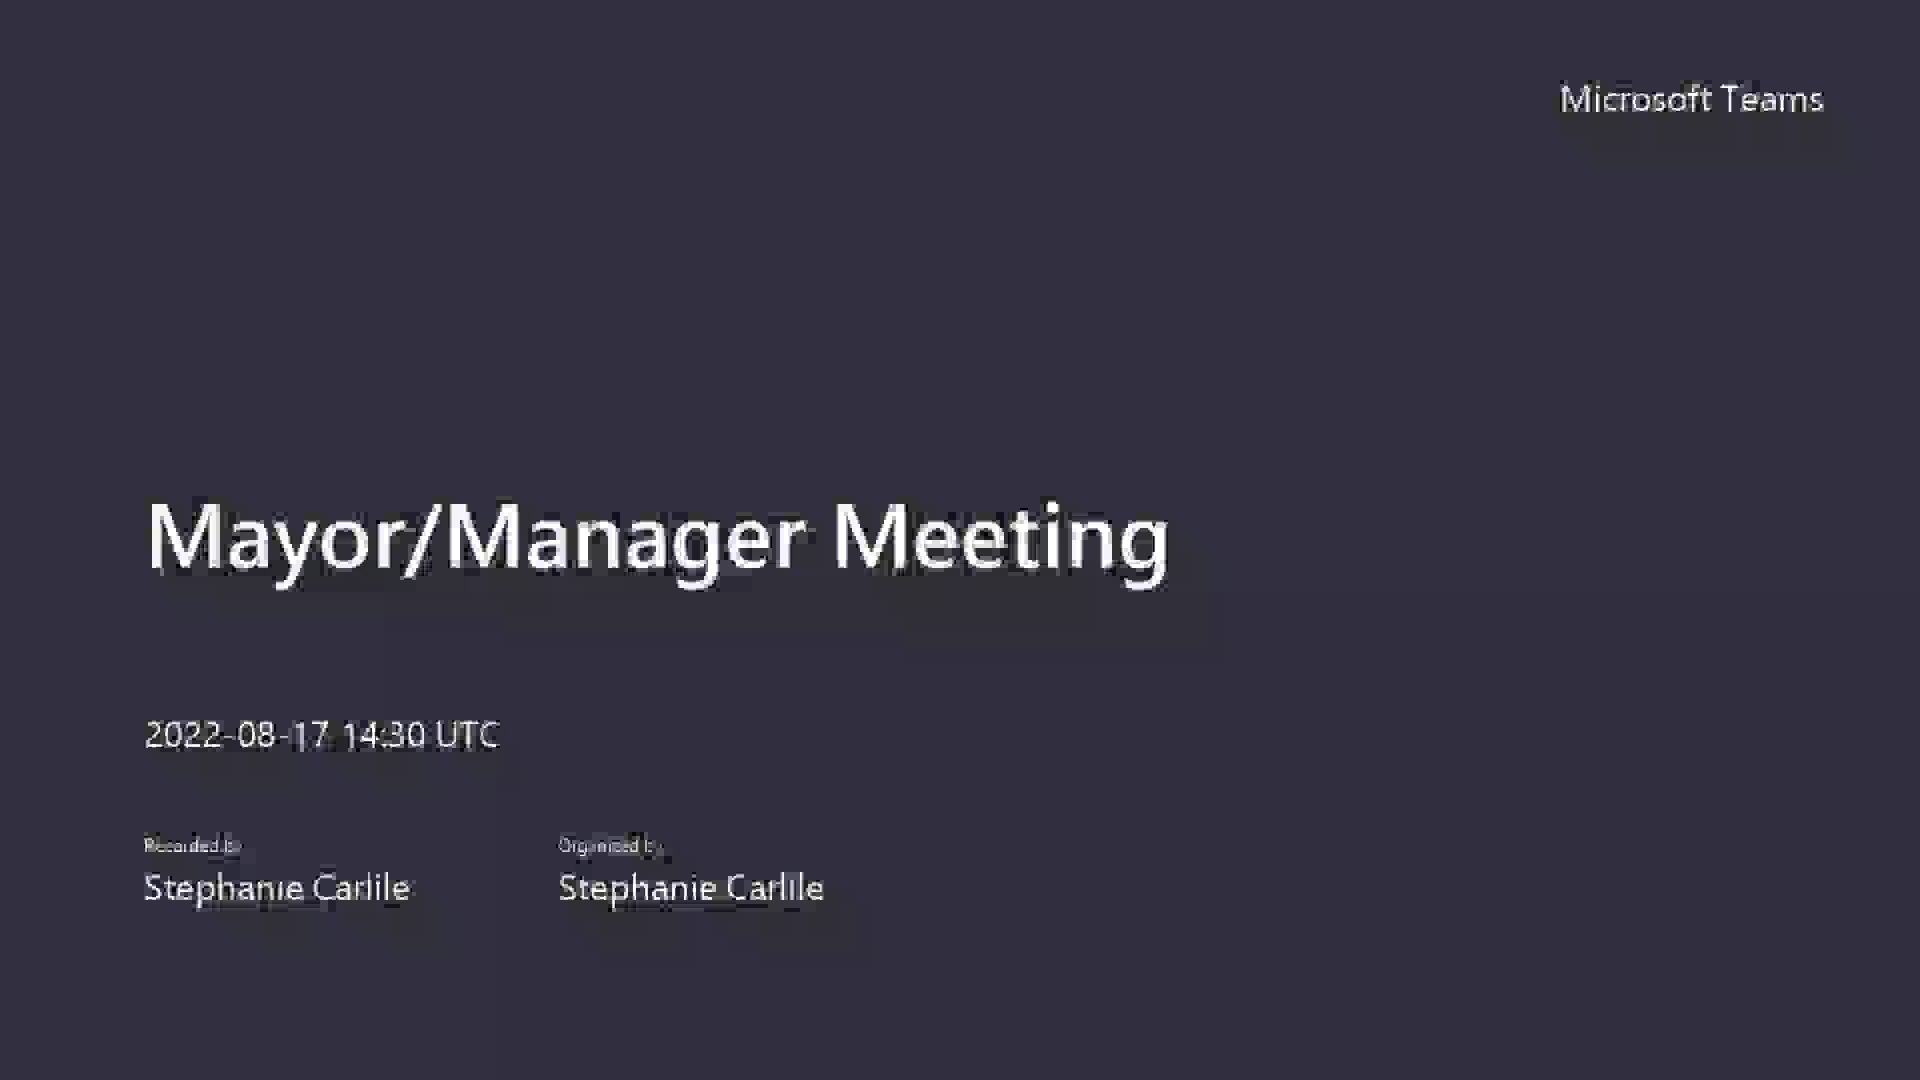 Microsoft Teams
Mayor/Manager Meeting
2022-08-17 14:30 UTC
Recorded by
Organized by
Stephanie Carlile
Stephanie Carlile